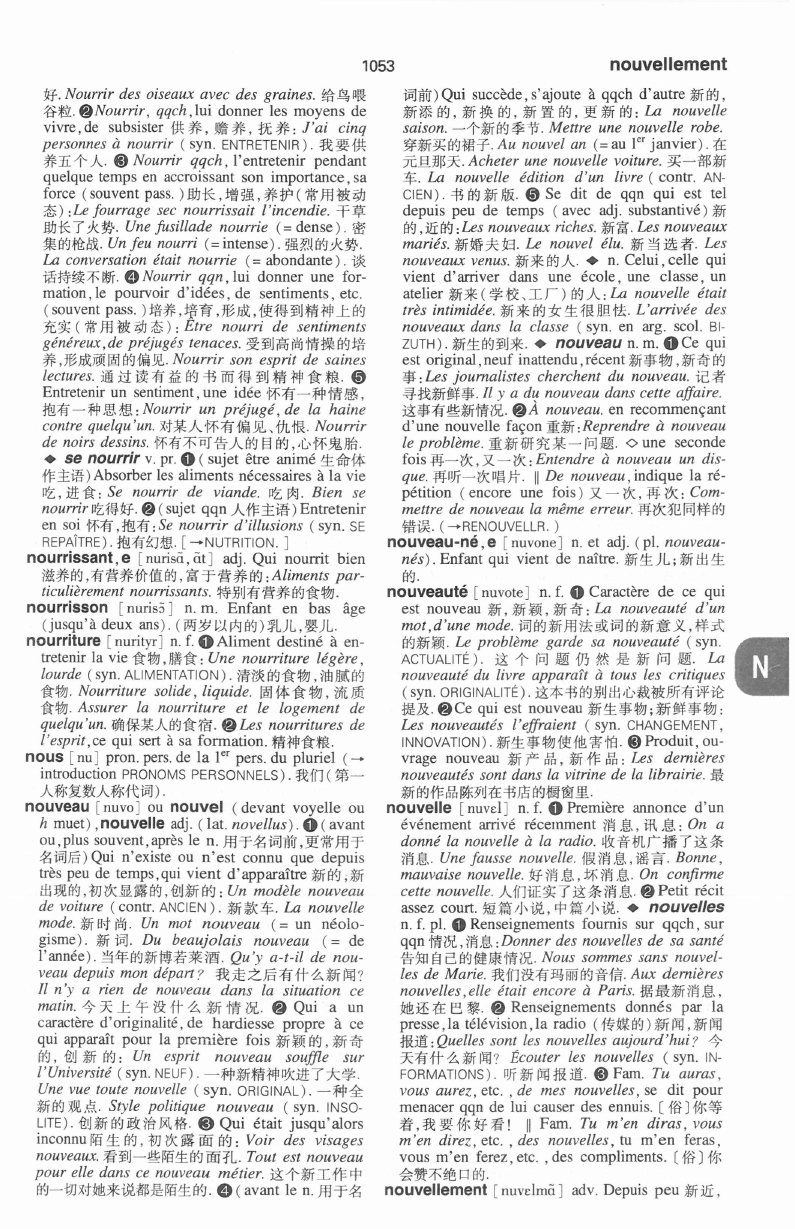 1053
nouvellement
好. Nourrir des oiseaux avec des graines. 给鸟喂
谷粒. ❷Nourrir, qqch,lui donner les moyens de
vivre,de subsister 供养, 赡养, 抚养: J'ai cinq
personnes à nourrir ( syn. ENTRETENIR ). 我要供
养五个人. ❸ Nourrir qqch, l'entretenir pendant
quelque temps en accroissant son importance,sa
force ( souvent pass. )助长,增强,养护(常用被动
态):Le fourrage sec nourrissait l'incendie. 干草
助长了火势. Une fusillade nourrie (= dense). 密
集的枪战. Un feu nourri (= intense). 强烈的火势.
La conversation était nourrie (= abondante). 谈
话持续不断. ❹ Nourrir qqn, lui donner une for-
mation, le pourvoir d'idées, de sentiments, etc.
( souvent pass. )培养,培育,形成,使得到精神上的
充实(常用被动态): Être nourri de sentiments
généreux,de préjugés tenaces. 受到高尚情操的培
养,形成顽固的偏见. Nourrir son esprit de saines
lectures. 通过读有益的书而得到精神食粮. ❺
Entretenir un sentiment,une idée 怀有一种情感,
抱有一种思想: Nourrir un préjugé, de la haine
contre quelqu'un. 对某人怀有偏见、仇恨. Nourrir
de noirs dessins. 怀有不可告人的目的,心怀鬼胎.
◆ se nourrir v. pr. ❶ ( sujet être animé 生命体
作主语) Absorber les aliments nécessaires à la vie
吃, 进食: Se nourrir de viande. 吃肉. Bien se
nourrir 吃得好. ❷ (sujet qqn 人作主语) Entretenir
en soi 怀有,抱有: Se nourrir d'illusions ( syn. SE
REPAÎTRE ). 抱有幻想. [ →NUTRITION. ]
nourrissant,e [ nurisɑ̃, ɑ̃t] adj. Qui nourrit bien
滋养的,有营养价值的,富于营养的:Aliments par-
ticulièrement nourrissants. 特别有营养的食物.
nourrisson [nurisɔ̃] n. m. Enfant en bas âge
(jusqu'à deux ans). (两岁以内的)乳儿,婴儿.
nourriture [nurityr] n. f. ❶ Aliment destiné à en-
tretenir la vie 食物,膳食: Une nourriture légère,
lourde ( syn. ALIMENTATION ). 清淡的食物,油腻的
食物. Nourriture solide, liquide. 固体食物, 流质
食物. Assurer la nourriture et le logement de
quelqu'un. 确保某人的食宿. ❷ Les nourritures de
l'esprit,ce qui sert à sa formation. 精神食粮.
nous [nu] pron. pers. de la 1er pers. du pluriel (→
introduction PRONOMS PERSONNELS). 我们(第一
人称复数人称代词).
nouveau [nuvo] ou nouvel ( devant voyelle ou
h muet) ,nouvelle adj. ( lat. novellus). ❶ ( avant
ou,plus souvent,après le n. 用于名词前,更常用于
名词后) Qui n'existe ou n'est connu que depuis
très peu de temps,qui vient d'apparaître 新的,新
出现的,初次显露的,创新的: Un modèle nouveau
de voiture ( contr. ANCIEN ). 新款车. La nouvelle
mode. 新时尚. Un mot nouveau (= un néolo-
gisme). 新词. Du beaujolais nouveau (= de
l'année). 当年的新博若莱酒. Qu'y a-t-il de nou-
veau depuis mon départ? 我走之后有什么新闻?
Il n'y a rien de nouveau dans la situation ce
matin. 今天上午没什么新情况. ❷ Qui a un
caractère d'originalité, de hardiesse propre à ce
qui apparaît pour la première fois 新颖的, 新奇
的, 创新的: Un esprit nouveau souffle sur
l'Université ( syn. NEUF ). 一种新精神吹进了大学.
Une vue toute nouvelle ( syn. ORIGINAL ). 一种全
新的观点. Style politique nouveau ( syn. INSO-
LITE ). 创新的政治风格. ❸ Qui était jusqu'alors
inconnu 陌生的, 初次露面的: Voir des visages
nouveaux. 看到一些陌生的面孔. Tout est nouveau
pour elle dans ce nouveau métier. 这个新工作中
的一切对她来说都是陌生的. ❹ ( avant le n. 用于名
词前) Qui succède, s'ajoute à qqch d'autre 新的,
新添的, 新换的, 新置的, 更新的: La nouvelle
saison. 一个新的季节. Mettre une nouvelle robe.
穿新买的裙子. Au nouvel an (= au 1er janvier). 在
元旦那天. Acheter une nouvelle voiture. 买一部新
车. La nouvelle édition d'un livre ( contr. AN-
CIEN ). 书的新版. ❺ Se dit de qqn qui est tel
depuis peu de temps ( avec adj. substantivé) 新
的,近的:Les nouveaux riches. 新富. Les nouveaux
mariés. 新婚夫妇. Le nouvel élu. 新当选者. Les
nouveaux venus. 新来的人. ◆ n. Celui, celle qui
vient d'arriver dans une école, une classe, un
atelier 新来(学校、工厂)的人: La nouvelle était
très intimidée. 新来的女生很胆怯. L'arrivée des
nouveaux dans la classe ( syn. en arg. scol. BI-
ZUTH ). 新生的到来. ◆ nouveau n. m. ❶ Ce qui
est original,neuf inattendu,récent 新事物,新奇的
事: Les journalistes cherchent du nouveau. 记者
寻找新鲜事. Il y a du nouveau dans cette affaire.
这事有些新情况. ❷ À nouveau. en recommençant
d'une nouvelle façon 重新: Reprendre à nouveau
le problème. 重新研究某一问题. ◇ une seconde
fois 再一次,又一次: Entendre à nouveau un dis-
que. 再听一次唱片. ‖ De nouveau, indique la ré-
pétition ( encore une fois) 又一次, 再次: Com-
mettre de nouveau la même erreur. 再次犯同样的
错误. (→RENOUVELLR. )
nouveau-né,e [ nuvone] n. et adj. ( pl. nouveau-
nés). Enfant qui vient de naître. 新生儿;新出生
的.
nouveauté [nuvote] n. f. ❶ Caractère de ce qui
est nouveau 新, 新颖, 新奇: La nouveauté d'un
mot,d'une mode. 词的新用法或词的新意义,样式
的新颖. Le problème garde sa nouveauté ( syn.
ACTUALITÉ ). 这个问题仍然是新问题. La
nouveauté du livre apparaît à tous les critiques
( syn. ORIGINALITÉ ). 这本书的别出心裁被所有评论
提及. ❷ Ce qui est nouveau 新生事物;新鲜事物:
Les nouveautés l'effraient ( syn. CHANGEMENT,
INNOVATION ). 新生事物使他害怕. ❸ Produit, ou-
vrage nouveau 新产品, 新作品: Les dernières
nouveautés sont dans la vitrine de la librairie. 最
新的作品陈列在书店的橱窗里.
nouvelle [nuvɛl] n. f. ❶ Première annonce d'un
événement arrivé récemment 消息, 讯息: On a
donné la nouvelle à la radio. 收音机广播了这条
消息. Une fausse nouvelle. 假消息,谣言. Bonne,
mauvaise nouvelle. 好消息,坏消息. On confirme
cette nouvelle. 人们证实了这条消息. ❷ Petit récit
assez court. 短篇小说,中篇小说. ◆ nouvelles
n. f. pl. ❶ Renseignements fournis sur qqch, sur
qqn 情况,消息:Donner des nouvelles de sa santé
告知自己的健康情况. Nous sommes sans nouvel-
les de Marie. 我们没有玛丽的音信. Aux dernières
nouvelles,elle était encore à Paris. 据最新消息,
她还在巴黎. ❷ Renseignements donnés par la
presse,la télévision,la radio (传媒的)新闻,新闻
报道:Quelles sont les nouvelles aujourd'hui? 今
天有什么新闻? Écouter les nouvelles ( syn. IN-
FORMATIONS ). 听新闻报道. ❸ Fam. Tu auras,
vous aurez, etc. , de mes nouvelles, se dit pour
menacer qqn de lui causer des ennuis. [俗]你等
着,我要你好看! ‖ Fam. Tu m'en diras, vous
m'en direz, etc. , des nouvelles, tu m'en feras,
vous m'en ferez, etc. , des compliments. [俗]你
会赞不绝口的.
nouvellement [nuvɛlmɑ̃] adv. Depuis peu 新近,
N